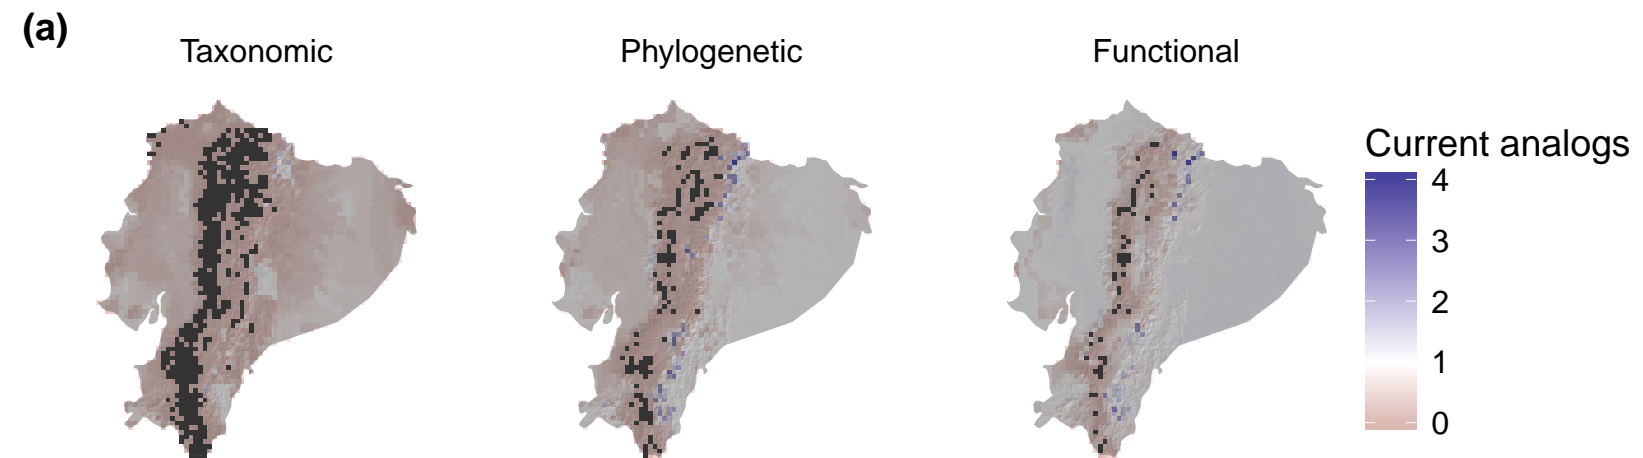 (a)
Taxonomic
Phylogenetic
Functional
Current analogs
4
3
2
1
0